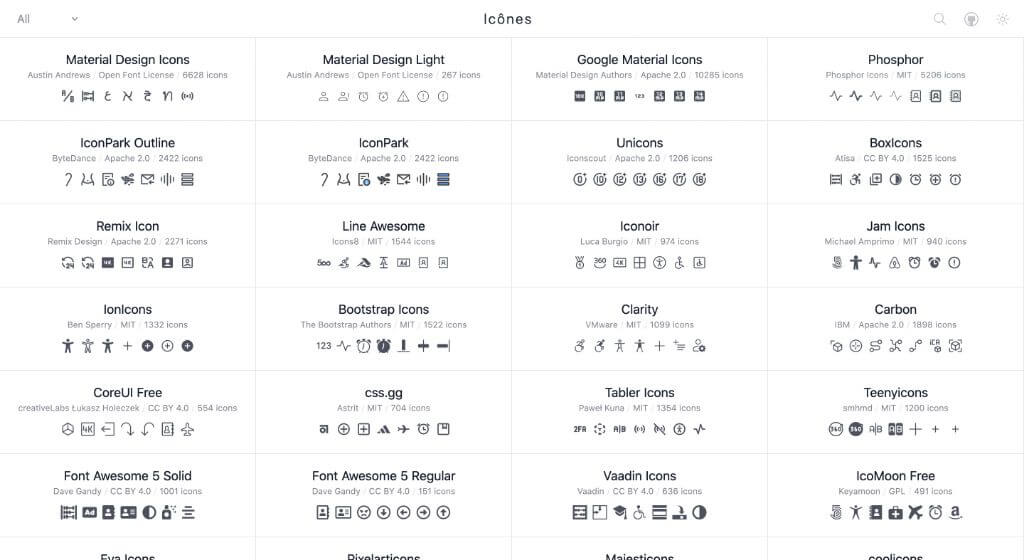 All
Icônes
Material Design Icons
Austin Andrews / Open Font License / 6628 icons
Material Design Light
Austin Andrews / Open Font License / 267 icons
Google Material Icons
Material Design Authors / Apache 2.0 / 10285 icons
Phosphor
Phosphor Icons / MIT / 5206 icons
IconPark Outline
ByteDance / Apache 2.0 / 2422 icons
IconPark
ByteDance / Apache 2.0 / 2422 icons
Unicons
Iconscout / Apache 2.0 / 1206 icons
BoxIcons
Atisa / CC BY 4.0 / 1525 icons
Remix Icon
Remix Design / Apache 2.0 / 2271 icons
Line Awesome
Icons8 / MIT / 1544 icons
Iconoir
Luca Burgio / MIT / 974 icons
Jam Icons
Michael Amprimo / MIT / 940 icons
IonIcons
Ben Sperry / MIT / 1332 icons
Bootstrap Icons
The Bootstrap Authors / MIT / 1522 icons
123
Clarity
VMware / MIT / 1099 icons
Carbon
IBM / Apache 2.0 / 1898 icons
CoreUI Free
creativeLabs Łukasz Holeczek / CC BY 4.0 / 554 icons
css.gg
Astrit / MIT / 704 icons
Tabler Icons
Paweł Kuna / MIT / 1354 icons
2FA A|B
Teenyicons
smhmd / MIT / 1200 icons
Font Awesome 5 Solid
Dave Gandy / CC BY 4.0 / 1001 icons
Font Awesome 5 Regular
Dave Gandy / CC BY 4.0 / 151 icons
Vaadin Icons
Vaadin / CC BY 4.0 / 636 icons
IcoMoon Free
Keyamoon / GPL / 491 icons
Eva Icons
Pixelarticons
Majesticons
coolicons